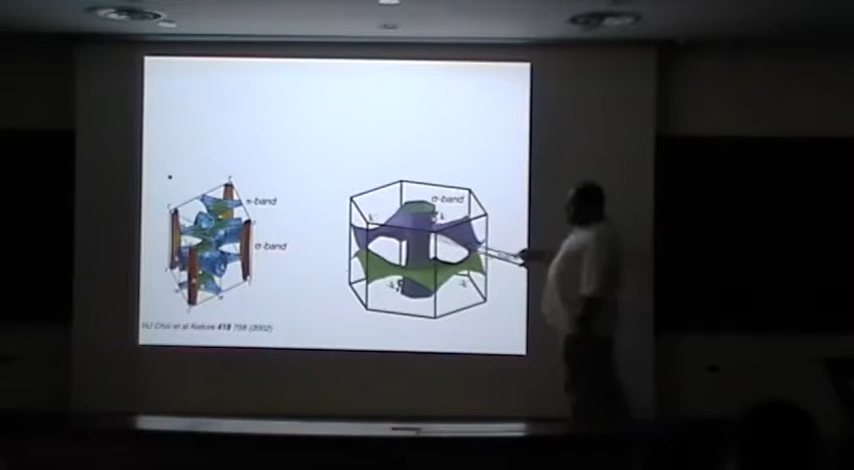 π-band
σ-band
σ-band
HJ Choi et al Nature 418 758 (2002)